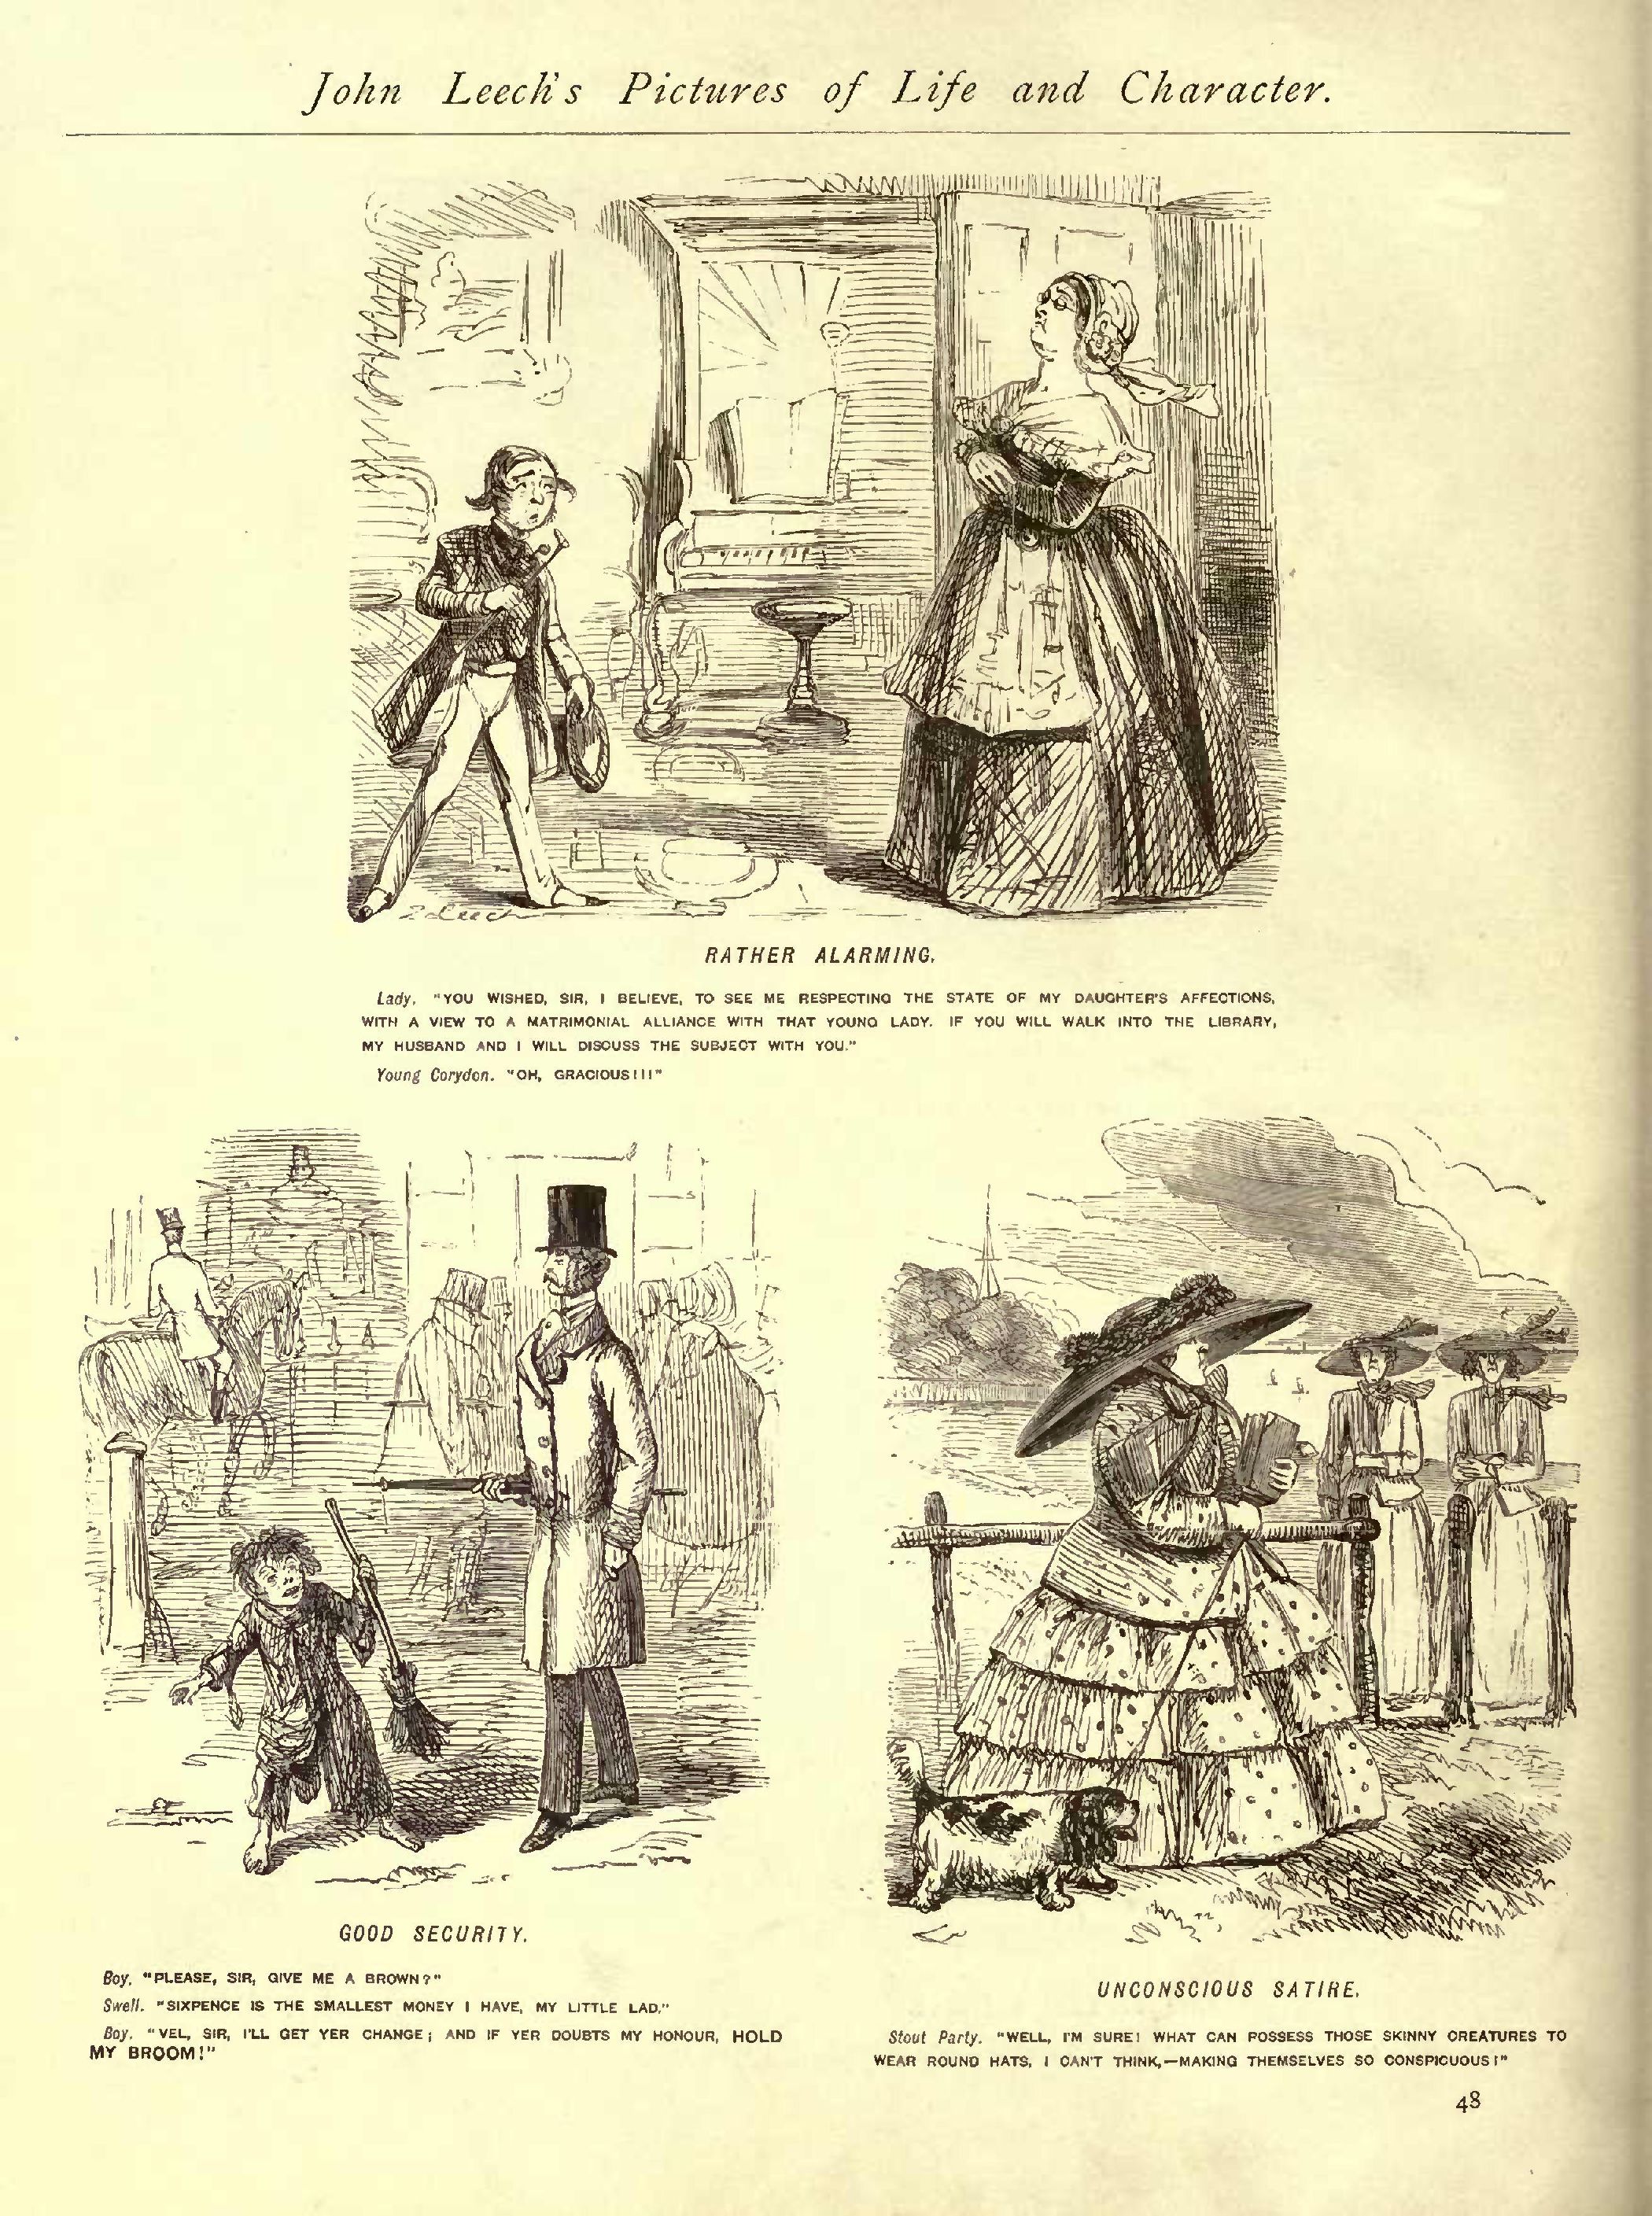 John Leech's Pictures of Life and Character.
J. Leech
RATHER ALARMING.
Lady. "YOU WISHED, SIR, I BELIEVE, TO SEE ME RESPECTING THE STATE OF MY DAUGHTER'S AFFECTIONS,
WITH A VIEW TO A MATRIMONIAL ALLIANCE WITH THAT YOUNG LADY. IF YOU WILL WALK INTO THE LIBRARY,
MY HUSBAND AND I WILL DISCUSS THE SUBJECT WITH YOU."
Young Corydon. "OH, GRACIOUS!!!"
GOOD SECURITY.
Boy. "PLEASE, SIR, GIVE ME A BROWN?"
Swell. "SIXPENCE IS THE SMALLEST MONEY I HAVE, MY LITTLE LAD."
Boy. "VEL, SIR, I'LL GET YER CHANGE; AND IF YER DOUBTS MY HONOUR, HOLD
MY BROOM!"
UNCONSCIOUS SATIRE.
Stout Party. "WELL, I'M SURE! WHAT CAN POSSESS THOSE SKINNY CREATURES TO
WEAR ROUND HATS, I CAN'T THINK,—MAKING THEMSELVES SO CONSPICUOUS!"
48